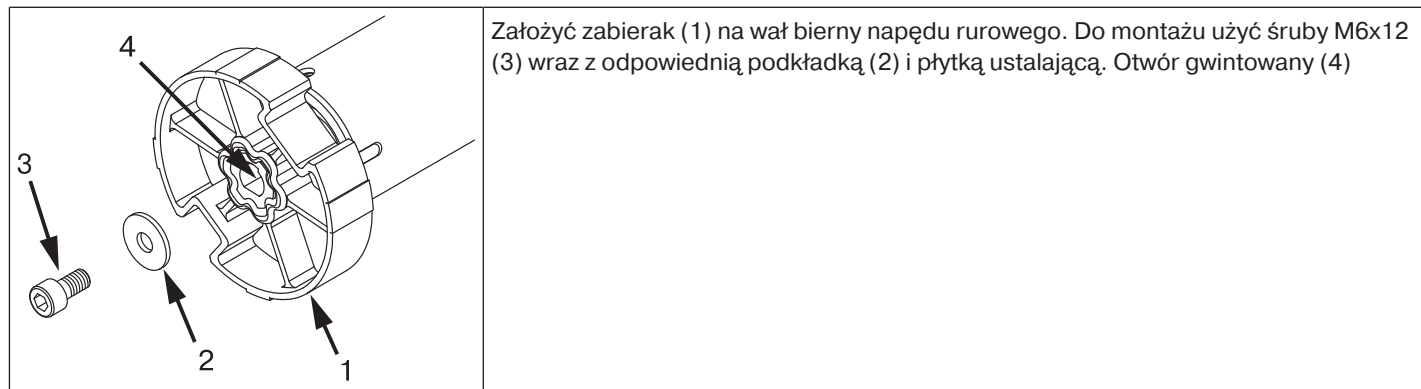 4
3
2
1
Założyć zabierak (1) na wał bierny napędu rurowego. Do montażu użyć śruby M6x12
(3) wraz z odpowiednią podkładką (2) i płytką ustalającą. Otwór gwintowany (4)